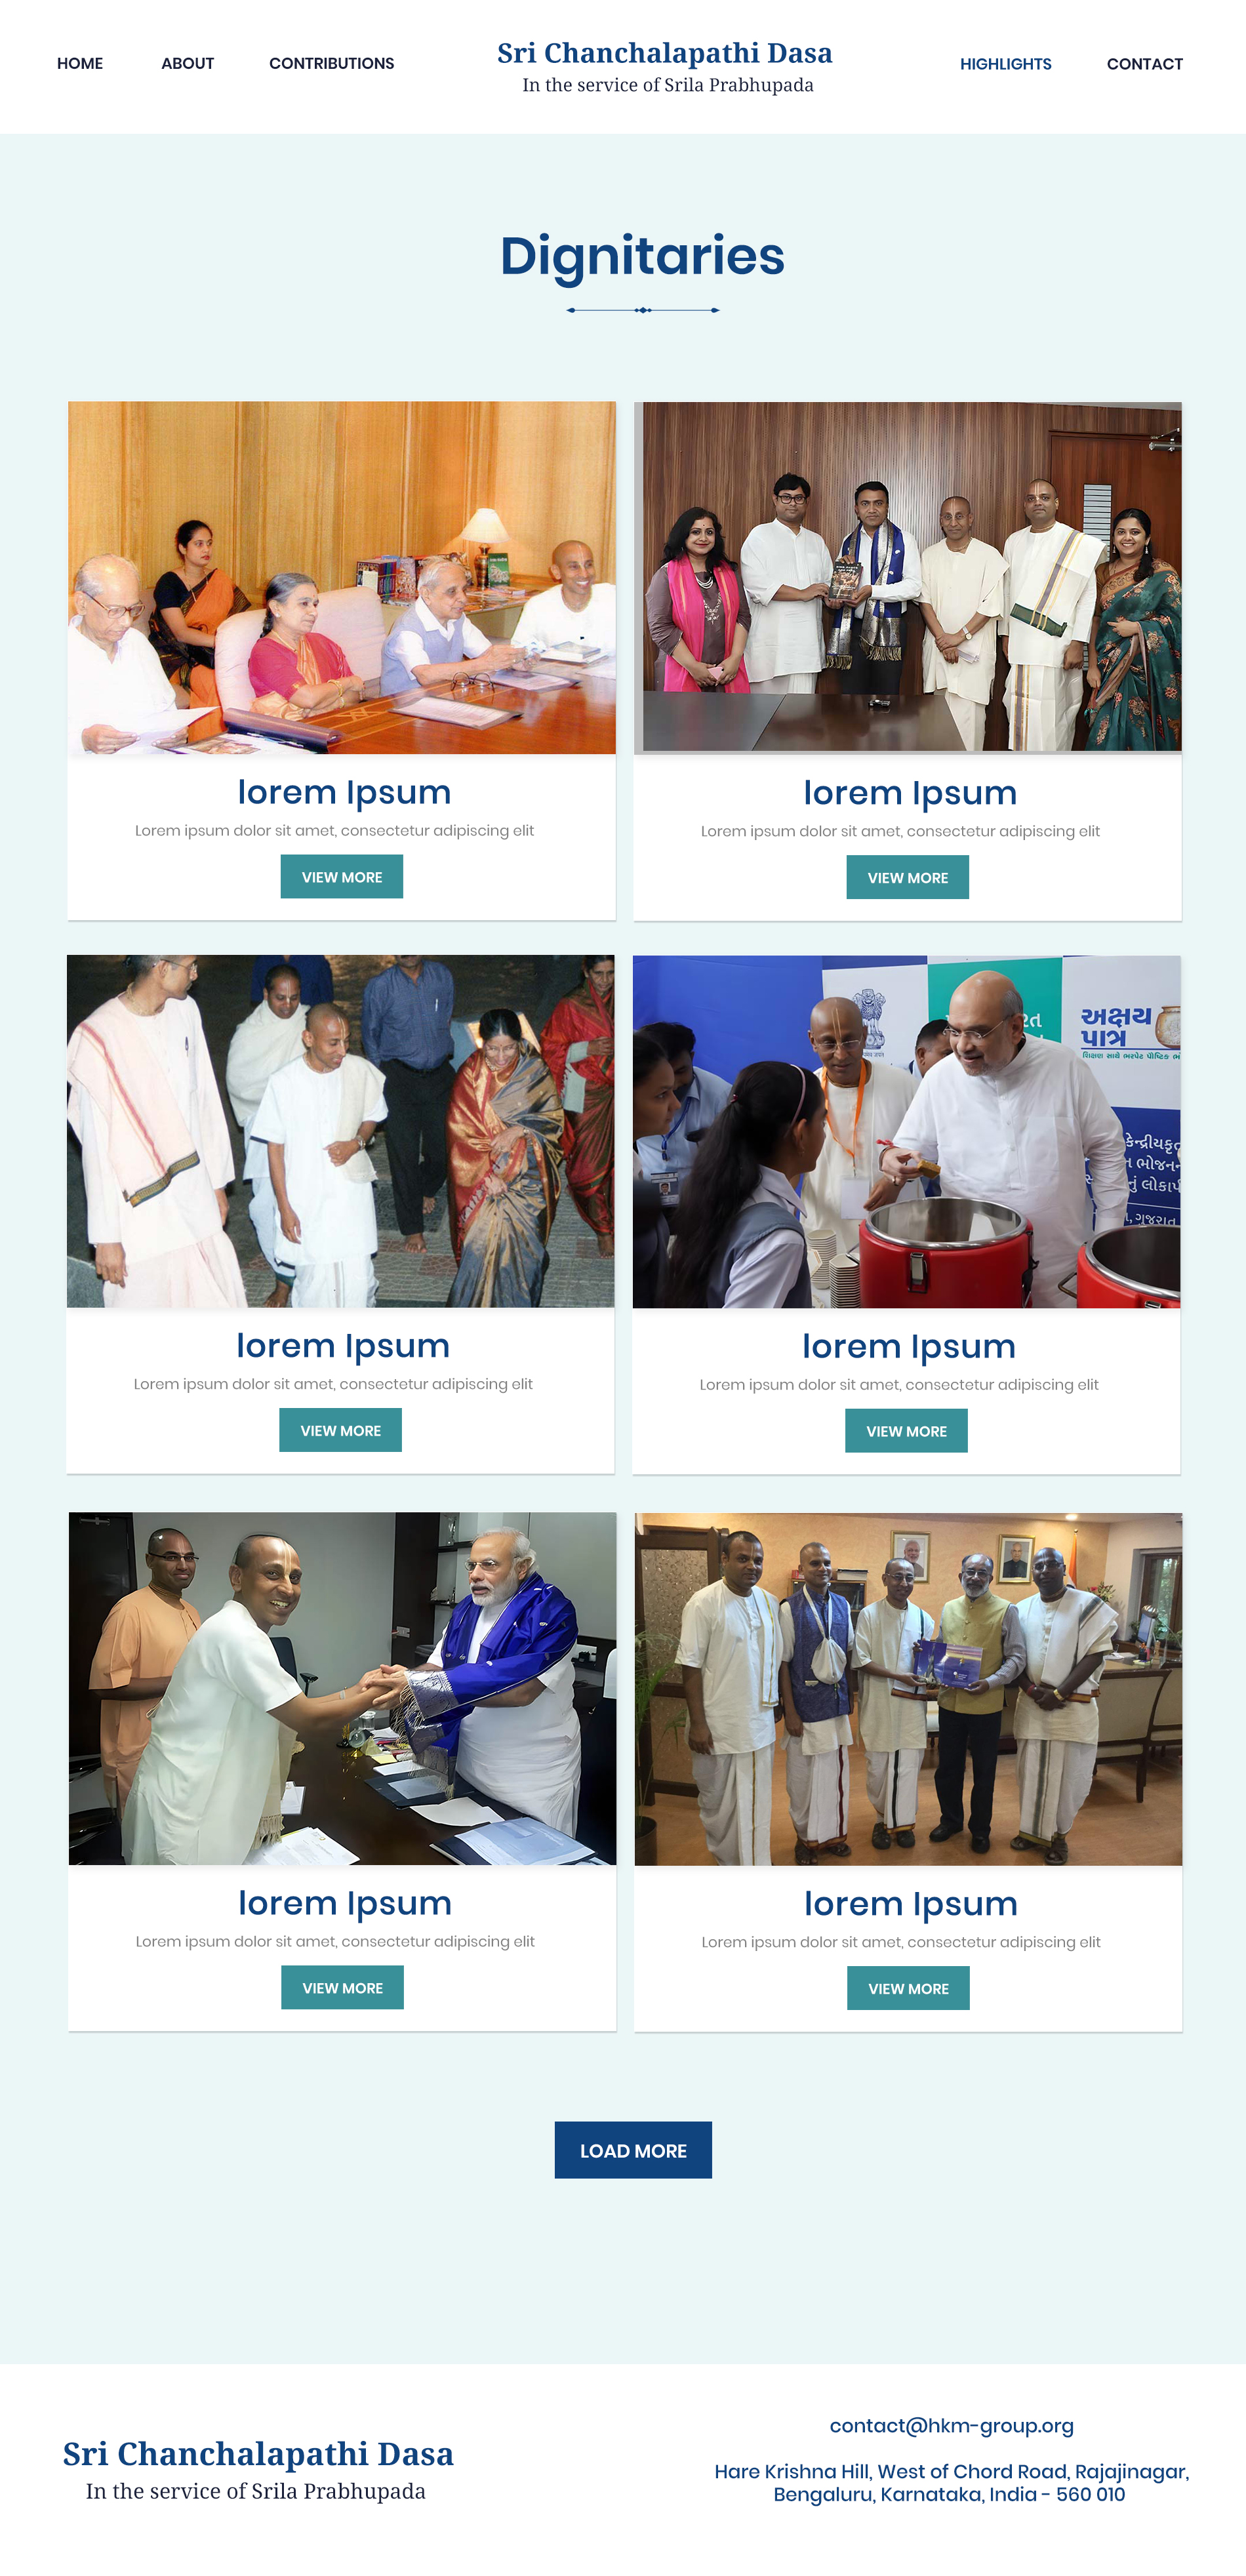 HOME ABOUT CONTRIBUTIONS
Sri Chanchalapathi Dasa
In the service of Srila Prabhupada
HIGHLIGHTS CONTACT
Dignitaries
lorem Ipsum
Lorem ipsum dolor sit amet, consectetur adipiscing elit
VIEW MORE
lorem Ipsum
Lorem ipsum dolor sit amet, consectetur adipiscing elit
VIEW MORE
અક્ષય
પાત્ર
lorem Ipsum
Lorem ipsum dolor sit amet, consectetur adipiscing elit
VIEW MORE
lorem Ipsum
Lorem ipsum dolor sit amet, consectetur adipiscing elit
VIEW MORE
lorem Ipsum
Lorem ipsum dolor sit amet, consectetur adipiscing elit
VIEW MORE
lorem Ipsum
Lorem ipsum dolor sit amet, consectetur adipiscing elit
VIEW MORE
LOAD MORE
Sri Chanchalapathi Dasa
In the service of Srila Prabhupada
contact@hkm-group.org
Hare Krishna Hill, West of Chord Road, Rajajinagar,
Bengaluru, Karnataka, India - 560 010